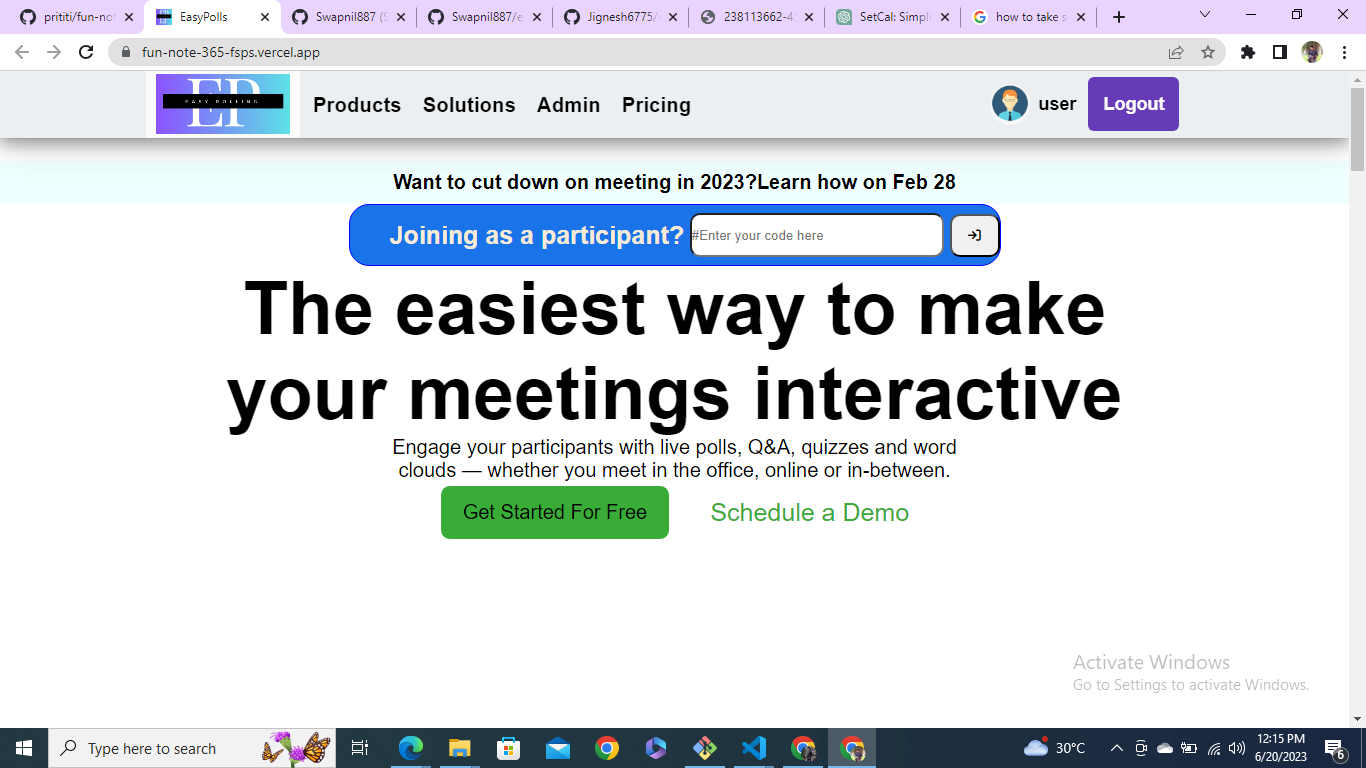 prititi/fun-not
EasyPolls
Swapnil887 (S
Swapnil887/e
Jignesh6775/
238113662-4
SetCal: Simpli
how to take s
fun-note-365-fsps.vercel.app
EP
EASY POLLING
Products
Solutions
Admin
Pricing
user
Logout
Want to cut down on meeting in 2023?Learn how on Feb 28
Joining as a participant?
#Enter your code here
The easiest way to make
your meetings interactive
Engage your participants with live polls, Q&A, quizzes and word
clouds — whether you meet in the office, online or in-between.
Get Started For Free
Schedule a Demo
Activate Windows
Go to Settings to activate Windows.
Type here to search
30°C
12:15 PM
6/20/2023
6